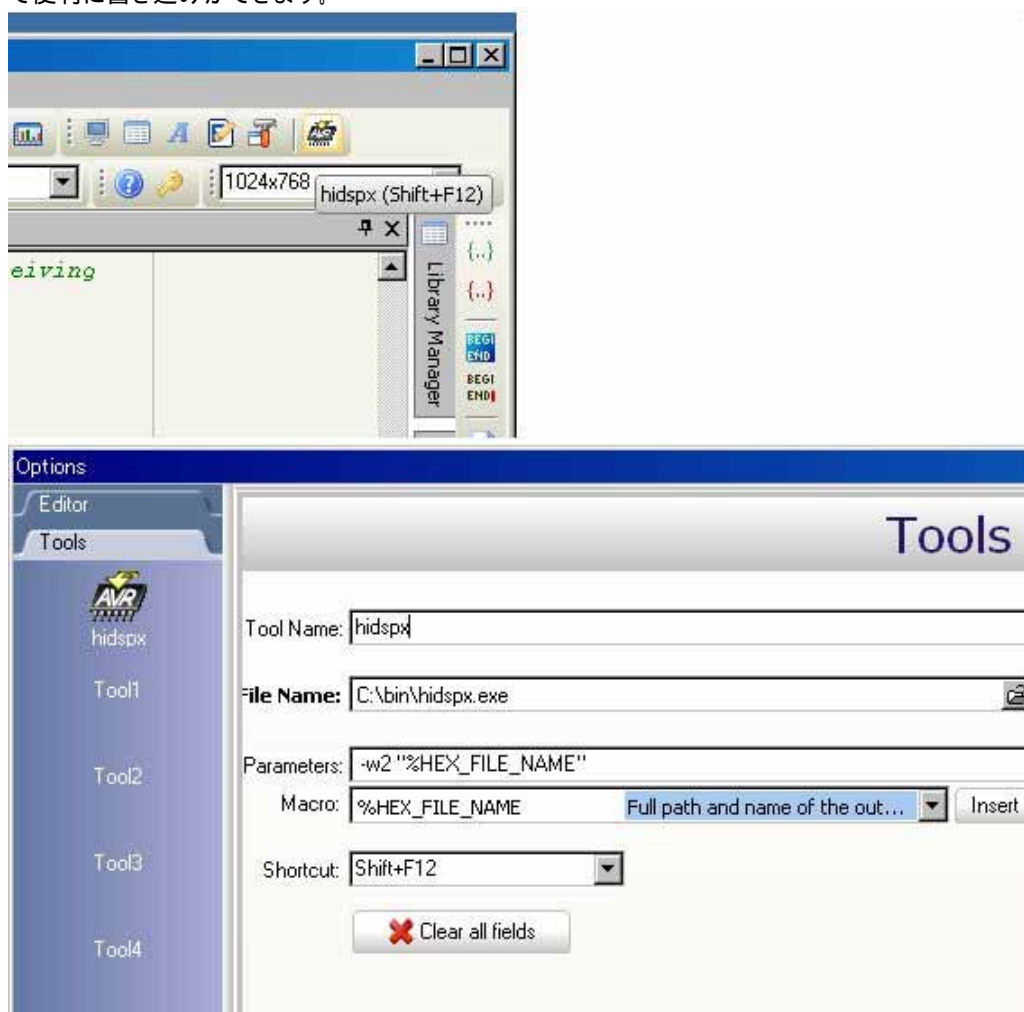 て便利に書き込みができます。
1024x768
hidspx (Shift+F12)
eiving
Library Manager
{..}
{..}
BEGI
END
BEGI
END
Options
Editor
Tools
Tools
AVR
hidspx
Tool Name: hidspx
Tool1
File Name: C:\bin\hidspx.exe
Parameters: -w2 "%HEX_FILE_NAME"
Tool2
Macro: %HEX_FILE_NAME Full path and name of the out... Insert
Tool3
Shortcut: Shift+F12
Clear all fields
Tool4